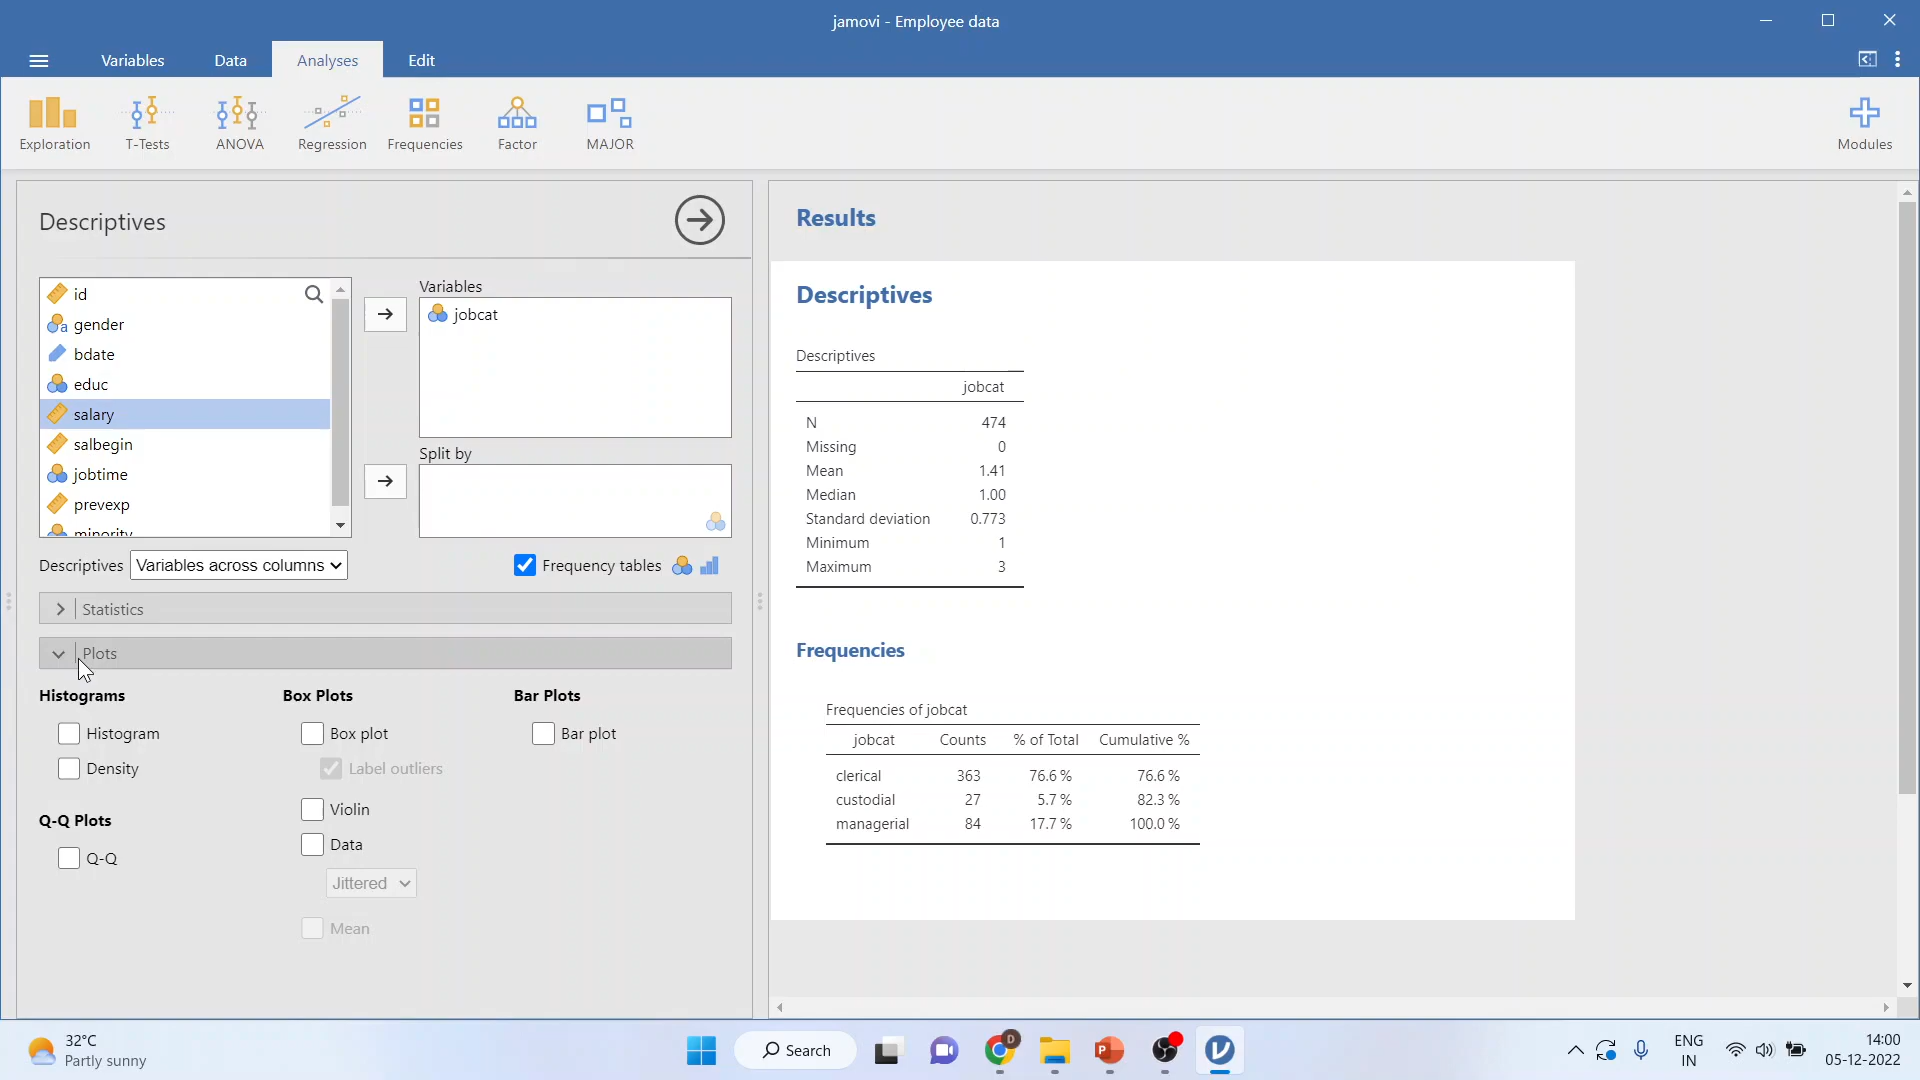 jamovi - Employee data
Variables Data Analyses Edit
Exploration T-Tests ANOVA Regression Frequencies Factor MAJOR Modules
Descriptives
id
gender
bdate
educ
salary
salbegin
jobtime
prevexp
minority
Variables
jobcat
Split by
Descriptives Variables across columns Frequency tables
Statistics
Plots
Histograms Box Plots Bar Plots
Histogram Box plot Bar plot
Density Label outliers
Violin
Q-Q Plots
Data
Q-Q
Jittered
Mean
Results
Descriptives
Descriptives
jobcat
N 474
Missing 0
Mean 1.41
Median 1.00
Standard deviation 0.773
Minimum 1
Maximum 3
Frequencies
Frequencies of jobcat
jobcat Counts % of Total Cumulative %
clerical 363 76.6 % 76.6 %
custodial 27 5.7 % 82.3 %
managerial 84 17.7 % 100.0 %
32°C
Partly sunny
Search
D
P
ENG
IN
14:00
05-12-2022